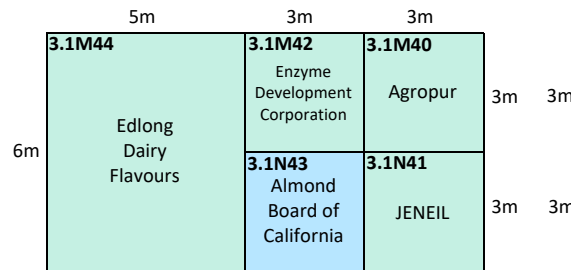 5m 3m 3m
3.1M44 3.1M42 3.1M40
Enzyme
Development
Corporation
Agropur
3m 3m
Edlong
Dairy
Flavours
6m
3.1N43 3.1N41
Almond
Board of
California
JENEIL
3m 3m